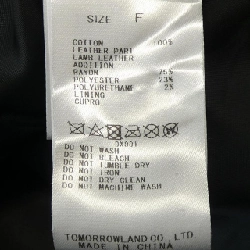 SIZE F
COTTON 100%
LEATHER PART
LAMB LEATHER
ADDITION
RAYON 75%
POLYESTER 23%
POLYURETHANE 2%
LINING
CUPRO
DO NOT WASH
DO NOT BLEACH
DO NOT TUMBLE DRY
DO NOT IRON
DO NOT DRY CLEAN
DO NOT MACHINE WASH
TOMORROWLAND CO., LTD
MADE IN CHINA